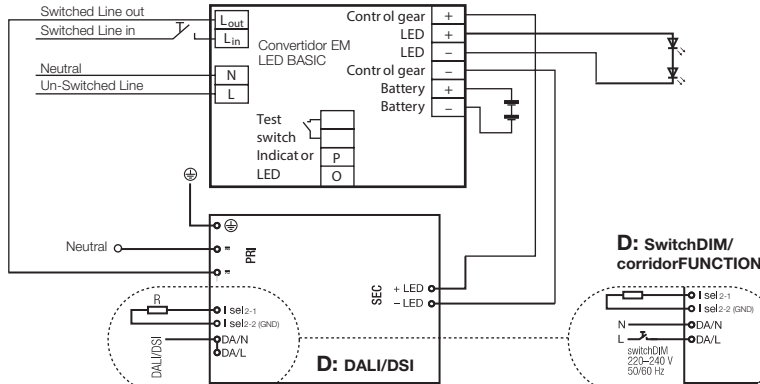 Switched Line out
Switched Line in
Neutral
Un-Switched Line
Lout
Lin
N
L
Convertidor EM
LED BASIC
Control gear +
LED +
LED –
Control gear –
Battery +
Battery –
Test
switch
Indicator
LED
P
O
Neutral
~
~
PRI
SEC
+ LED
– LED
R
I sel2-1
I sel2-2 (GND)
DA/N
DA/L
DALI/DSI
D: DALI/DSI
D: SwitchDIM/
corridorFUNCTION
I sel2-1
I sel2-2 (GND)
N
DA/N
L
DA/L
switchDIM
220–240 V
50/60 Hz